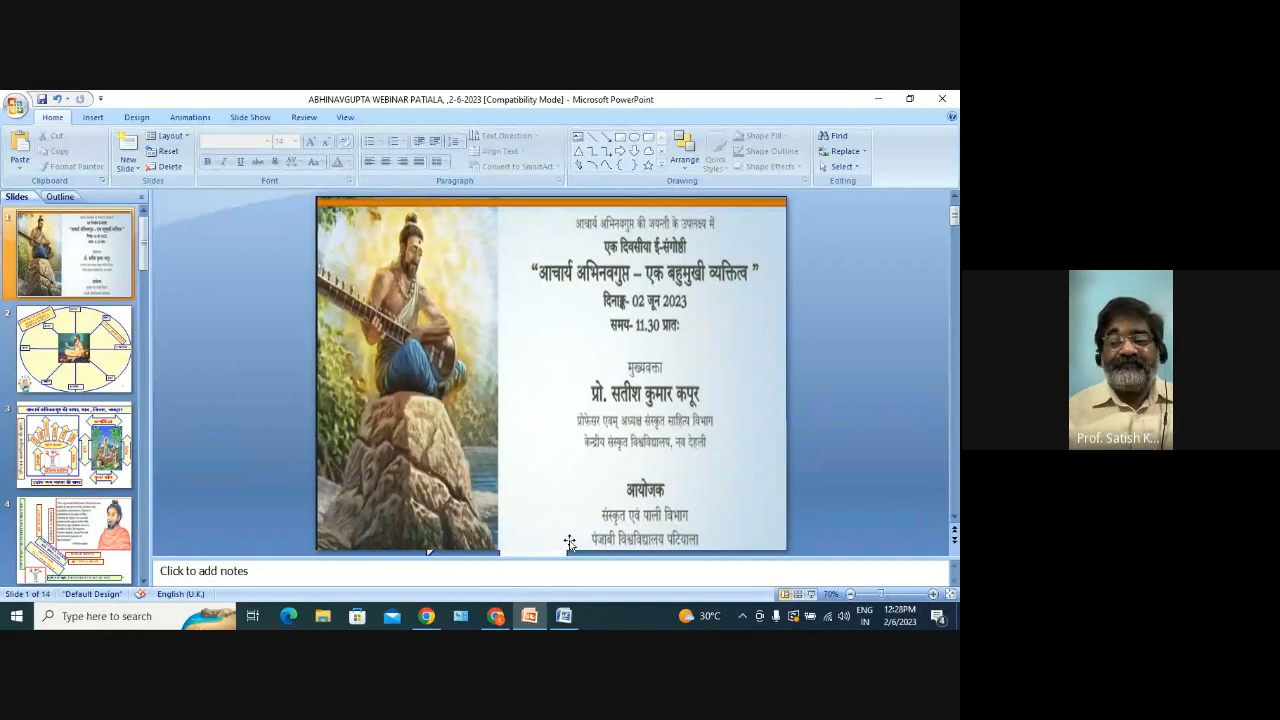 ABHINAVGUPTA WEBINAR PATIALA, ,2-6-2023 [Compatibility Mode] - Microsoft PowerPoint
Home Insert Design Animations Slide Show Review View
Paste
Cut
Copy
Format Painter
Clipboard
New Slide
Layout
Reset
Delete
Slides
14
Font
Paragraph
Text Direction
Align Text
Convert to SmartArt
Arrange
Quick Styles
Shape Fill
Shape Outline
Shape Effects
Drawing
Find
Replace
Select
Editing
Slides Outline
1
2
3
4
आचार्य अभिनवगुप्त की जयन्ती के उपलक्ष्य में
एक दिवसीया ई-संगोष्ठी
“आचार्य अभिनवगुप्त – एक बहुमुखी व्यक्तित्व ”
दिनाङ्क- 02 जून 2023
समय- 11.30 प्रातः
मुख्यवक्ता
प्रो. सतीश कुमार कपूर
प्रोफेसर एवम् अध्यक्ष संस्कृत साहित्य विभाग
केन्द्रीय संस्कृत विश्वविद्यालय, नव देहली
आयोजक
संस्कृत एवं पाली विभाग
पंजाबी विश्वविद्यालय पटियाला
Prof. Satish K...
Click to add notes
Slide 1 of 14 "Default Design" English (U.K.) 70%
Type here to search
30°C
ENG
IN
12:28PM
2/6/2023
4